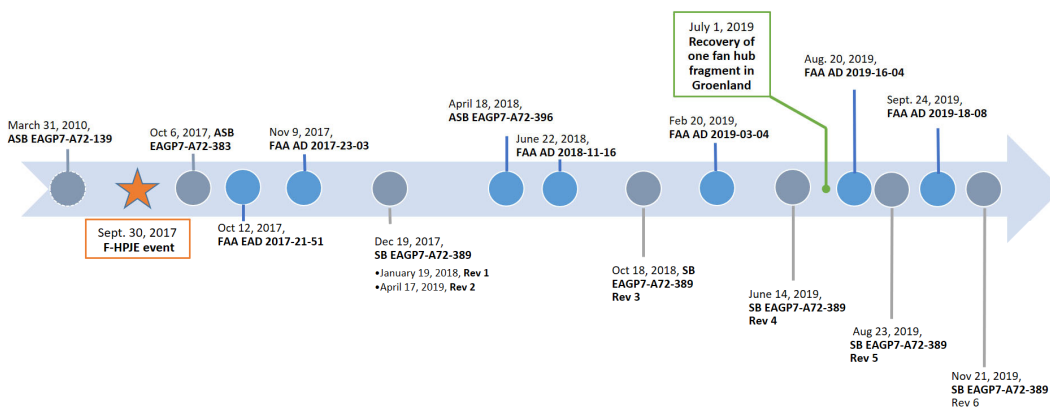 March 31, 2010,
ASB EAGP7-A72-139
Sept. 30, 2017
F-HPJE event
Oct 6, 2017, ASB
EAGP7-A72-383
Oct 12, 2017,
FAA EAD 2017-21-51
Nov 9, 2017,
FAA AD 2017-23-03
Dec 19, 2017,
SB EAGP7-A72-389
•January 19, 2018, Rev 1
•April 17, 2019, Rev 2
April 18, 2018,
ASB EAGP7-A72-396
June 22, 2018,
FAA AD 2018-11-16
Oct 18, 2018, SB
EAGP7-A72-389
Rev 3
Feb 20, 2019,
FAA AD 2019-03-04
June 14, 2019,
SB EAGP7-A72-389
Rev 4
July 1, 2019
Recovery of
one fan hub
fragment in
Groenland
Aug. 20, 2019,
FAA AD 2019-16-04
Aug 23, 2019,
SB EAGP7-A72-389
Rev 5
Sept. 24, 2019,
FAA AD 2019-18-08
Nov 21, 2019,
SB EAGP7-A72-389
Rev 6